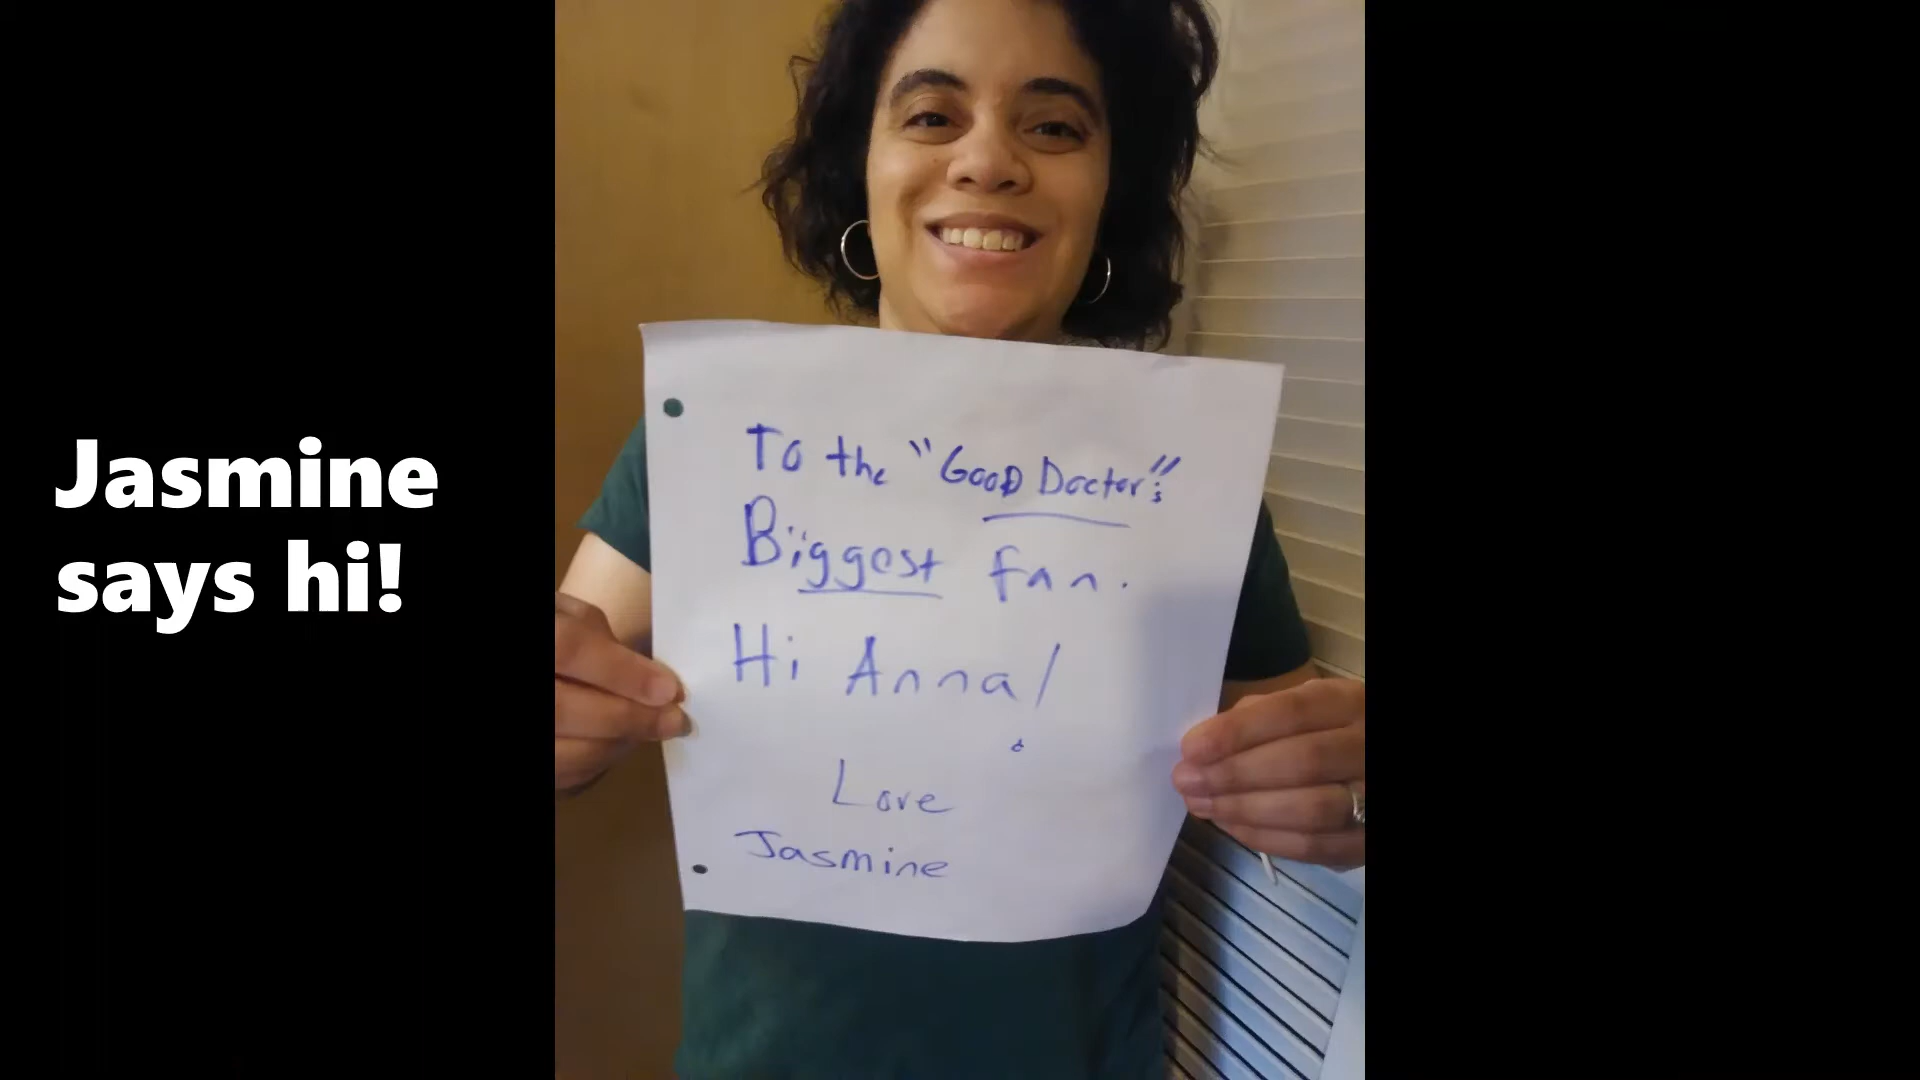 Jasmine
says hi!
To the "GooD Doctor"'s
Biggest fan.
Hi Anna!
Love
Jasmine